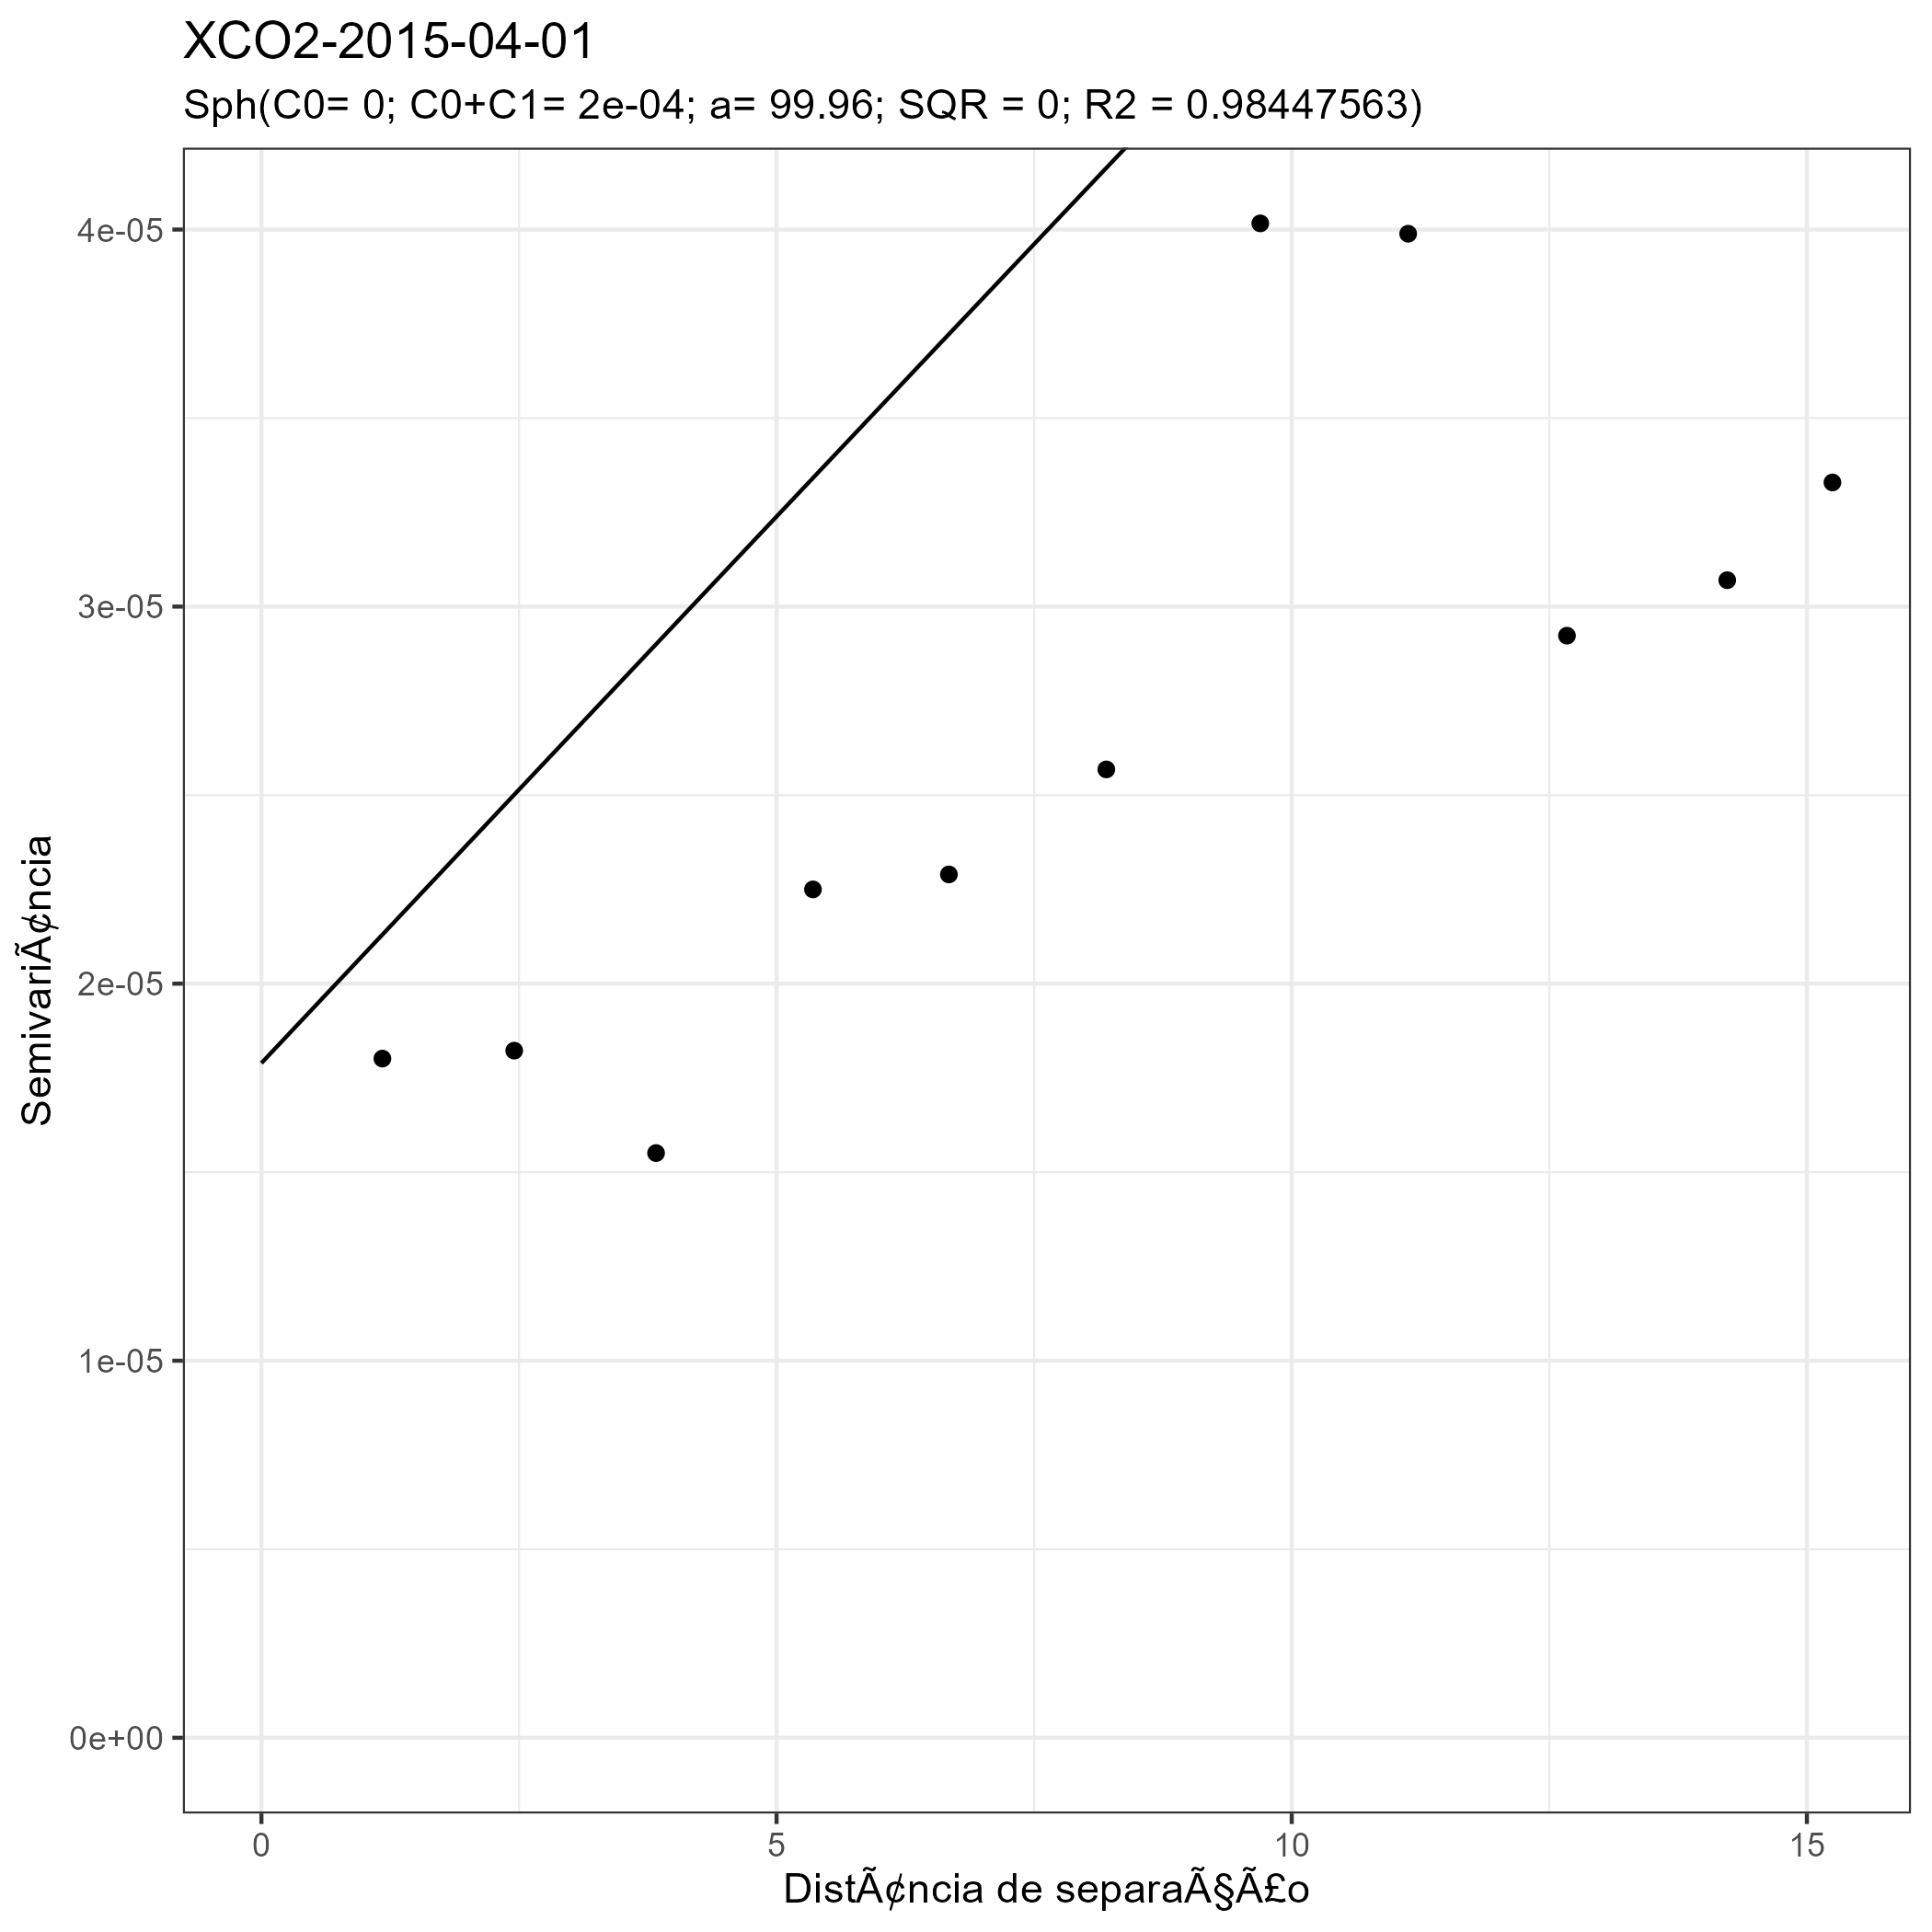 XCO2-2015-04-01
Sph(C0= 0; C0+C1= 2e-04; a= 99.96; SQR = 0; R2 = 0.98447563)
4e-05
3e-05
2e-05
1e-05
0e+00
SemivariÃ¢ncia
0 5 10 15
DistÃ¢ncia de separaÃ§Ã£o